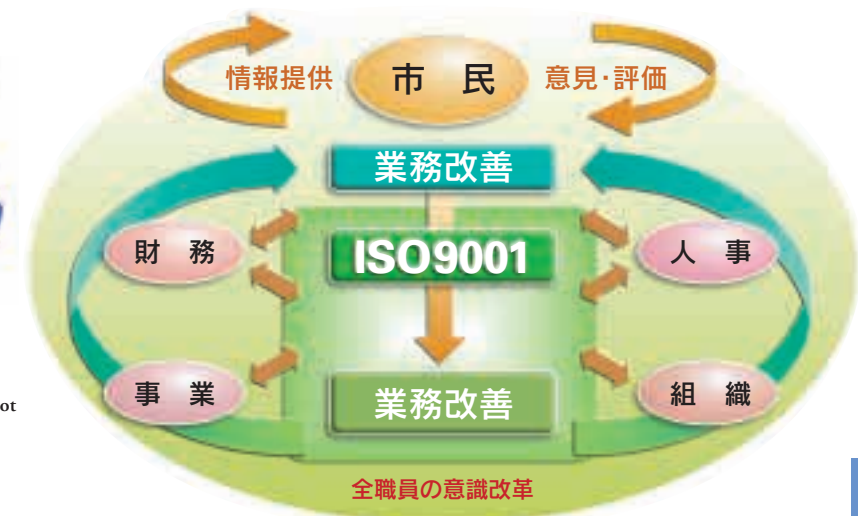 情報提供
市 民
意見・評価
業務改善
財 務
ISO9001
人 事
事 業
業務改善
組 織
全職員の意識改革
ot